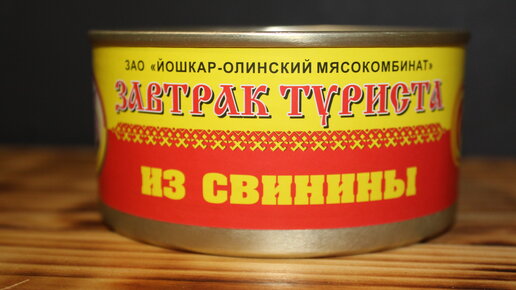 ЗАО «ЙОШКАР-ОЛИНСКИЙ МЯСОКОМБИНАТ»
ЗАВТРАК ТУРИСТА
ИЗ СВИНИНЫ